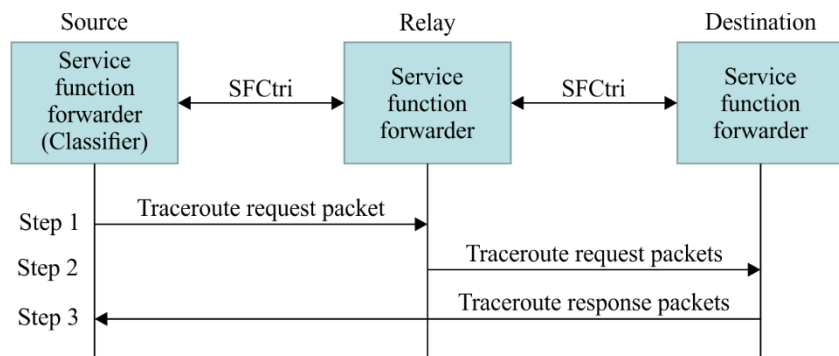 Source
Relay
Destination
Service
function
forwarder
(Classifier)
SFCtri
Service
function
forwarder
SFCtri
Service
function
forwarder
Step 1
Traceroute request packet
Step 2
Traceroute request packets
Step 3
Traceroute response packets